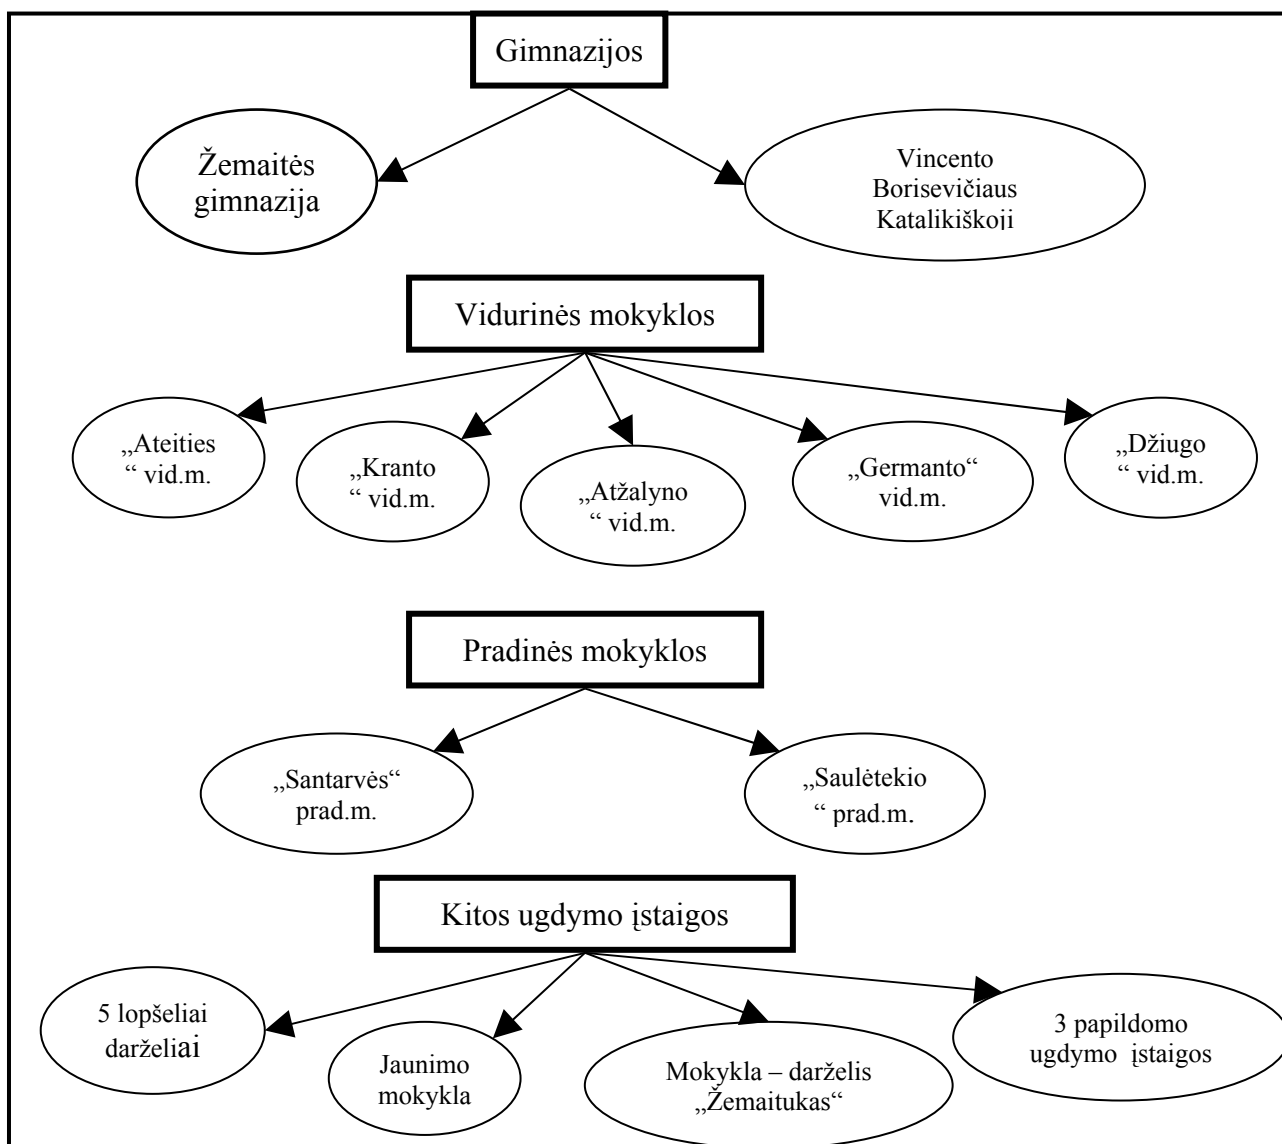 Gimnazijos
Žemaitės
gimnazija
Vincento
Borisevičiaus
Katalikiškoji
Vidurinės mokyklos
„Ateities
“ vid.m.
„Kranto
“ vid.m.
„Atžalyno
“ vid.m.
„Germanto“
vid.m.
„Džiugo
“ vid.m.
Pradinės mokyklos
„Santarvės“
prad.m.
„Saulėtekio
“ prad.m.
Kitos ugdymo įstaigos
5 lopšeliai
darželiai
Jaunimo
mokykla
Mokykla – darželis
„Žemaitukas“
3 papildomo
ugdymo įstaigos